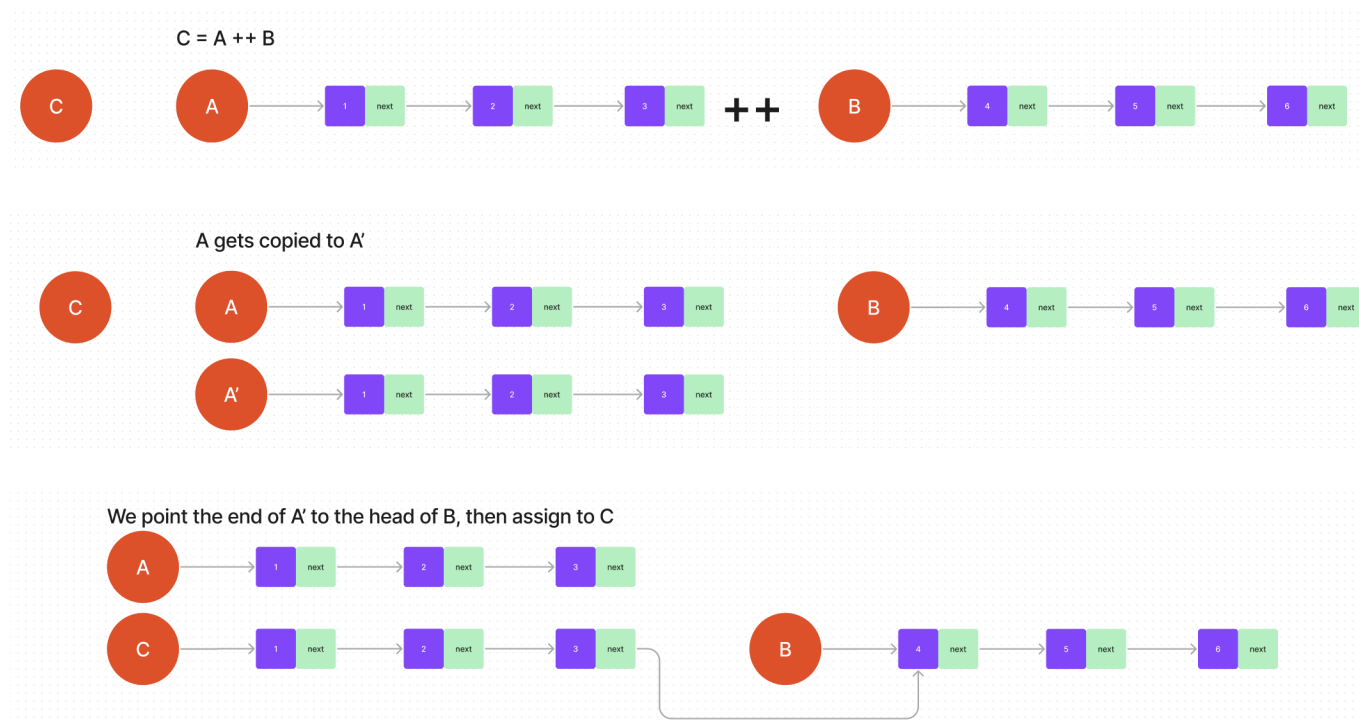 C = A ++ B
C
A
1 next
2 next
3 next
++
B
4 next
5 next
6 next
A gets copied to A’
C
A
1 next
2 next
3 next
B
4 next
5 next
6 next
A’
1 next
2 next
3 next
We point the end of A’ to the head of B, then assign to C
A
1 next
2 next
3 next
C
1 next
2 next
3 next
B
4 next
5 next
6 next